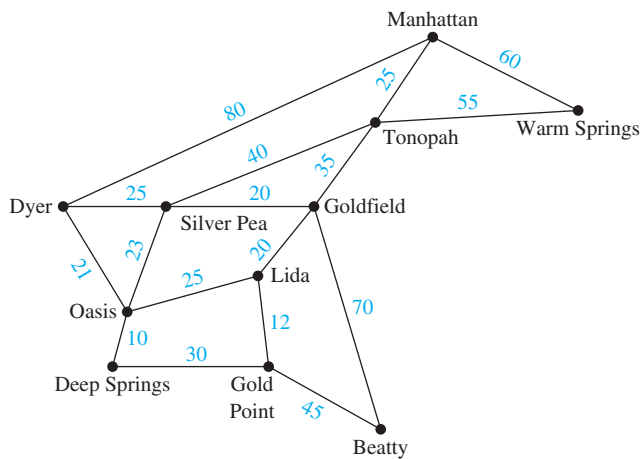 Manhattan
60
25
80
55
Warm Springs
Tonopah
40
35
25
20
Dyer
Goldfield
Silver Pea
23
20
21
25
Lida
70
Oasis
12
10
30
Deep Springs
Gold
Point
45
Beatty